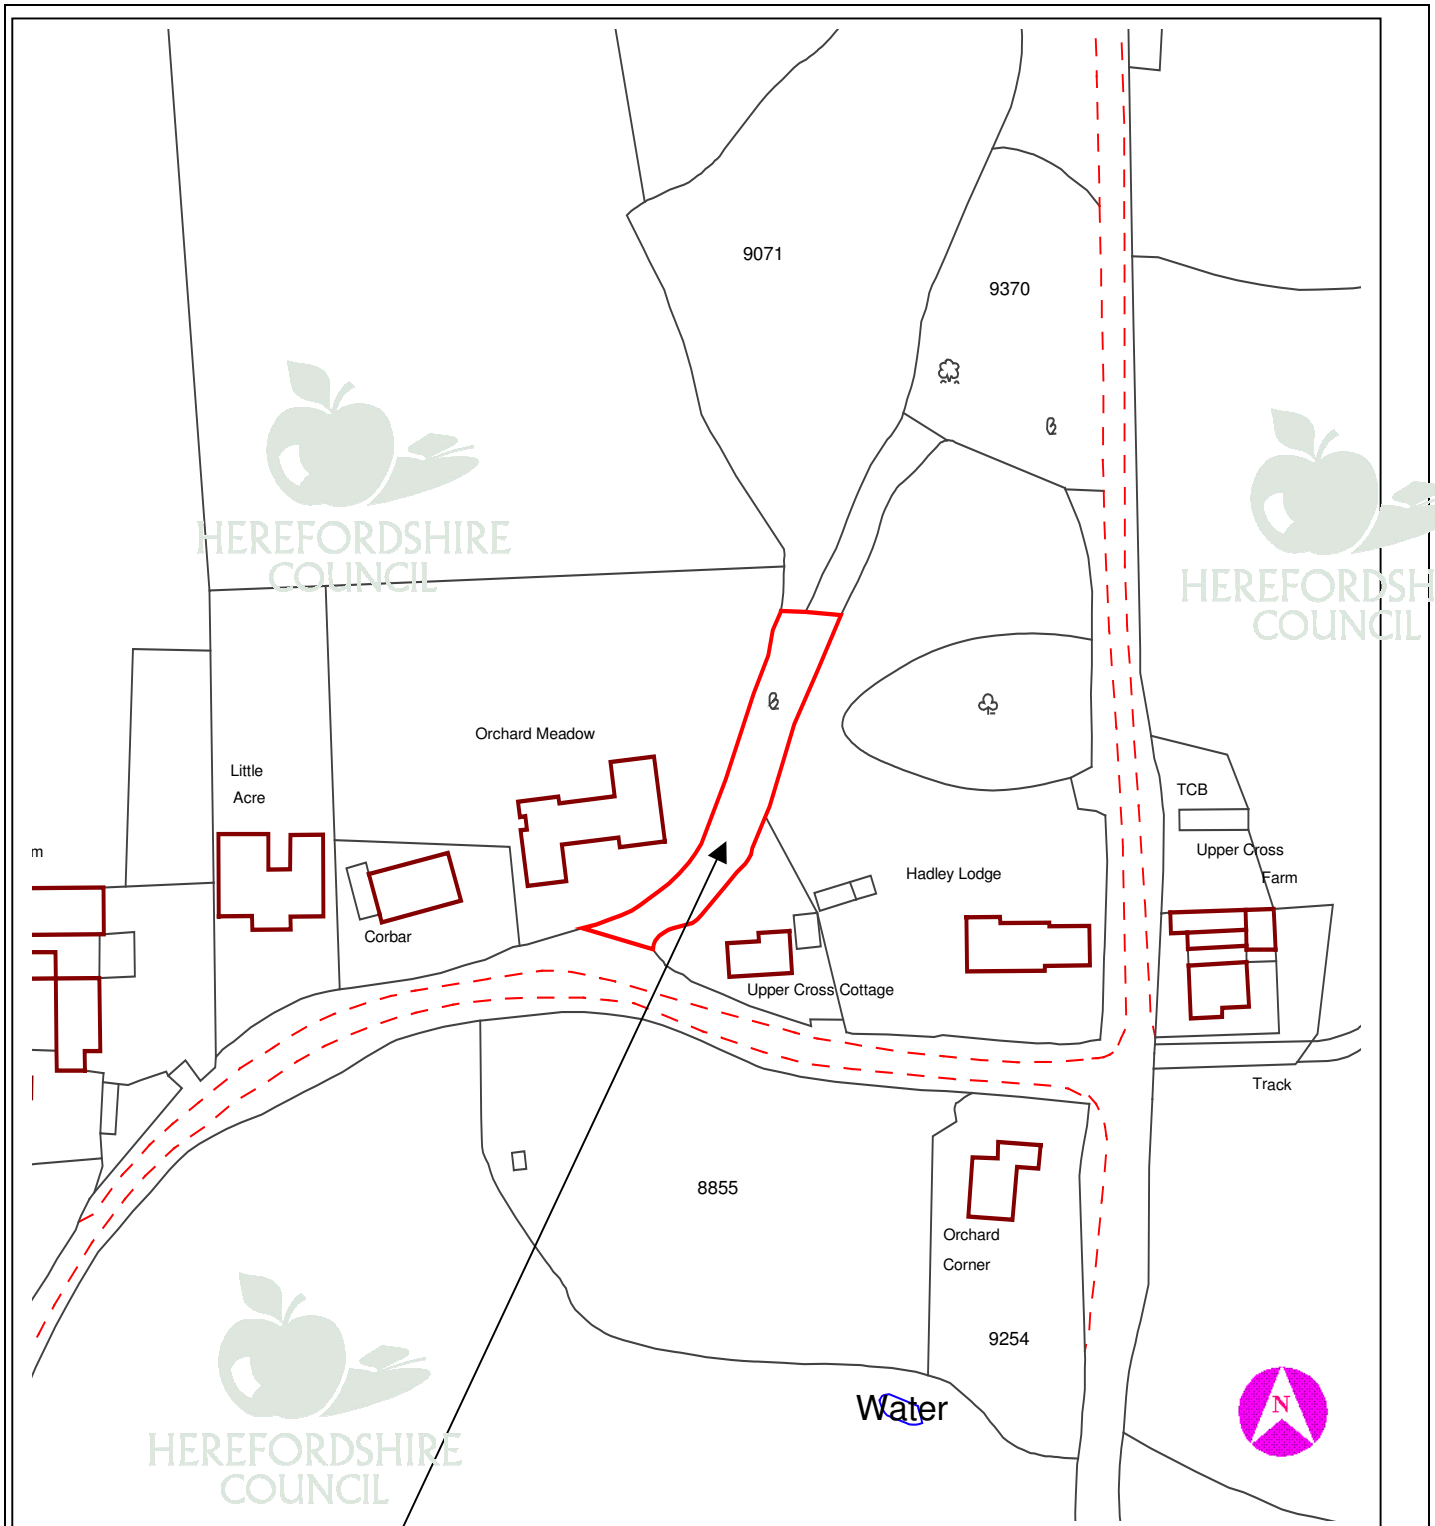 9071
9370
HEREFORDSHIRE
COUNCIL
HEREFORDSH
COUNCIL
Orchard Meadow
Little
Acre
TCB
m
Upper Cross
Farm
Hadley Lodge
Corbar
Upper Cross Cottage
Track
8855
Orchard
Corner
9254
Water
N
HEREFORDSHIRE
COUNCIL